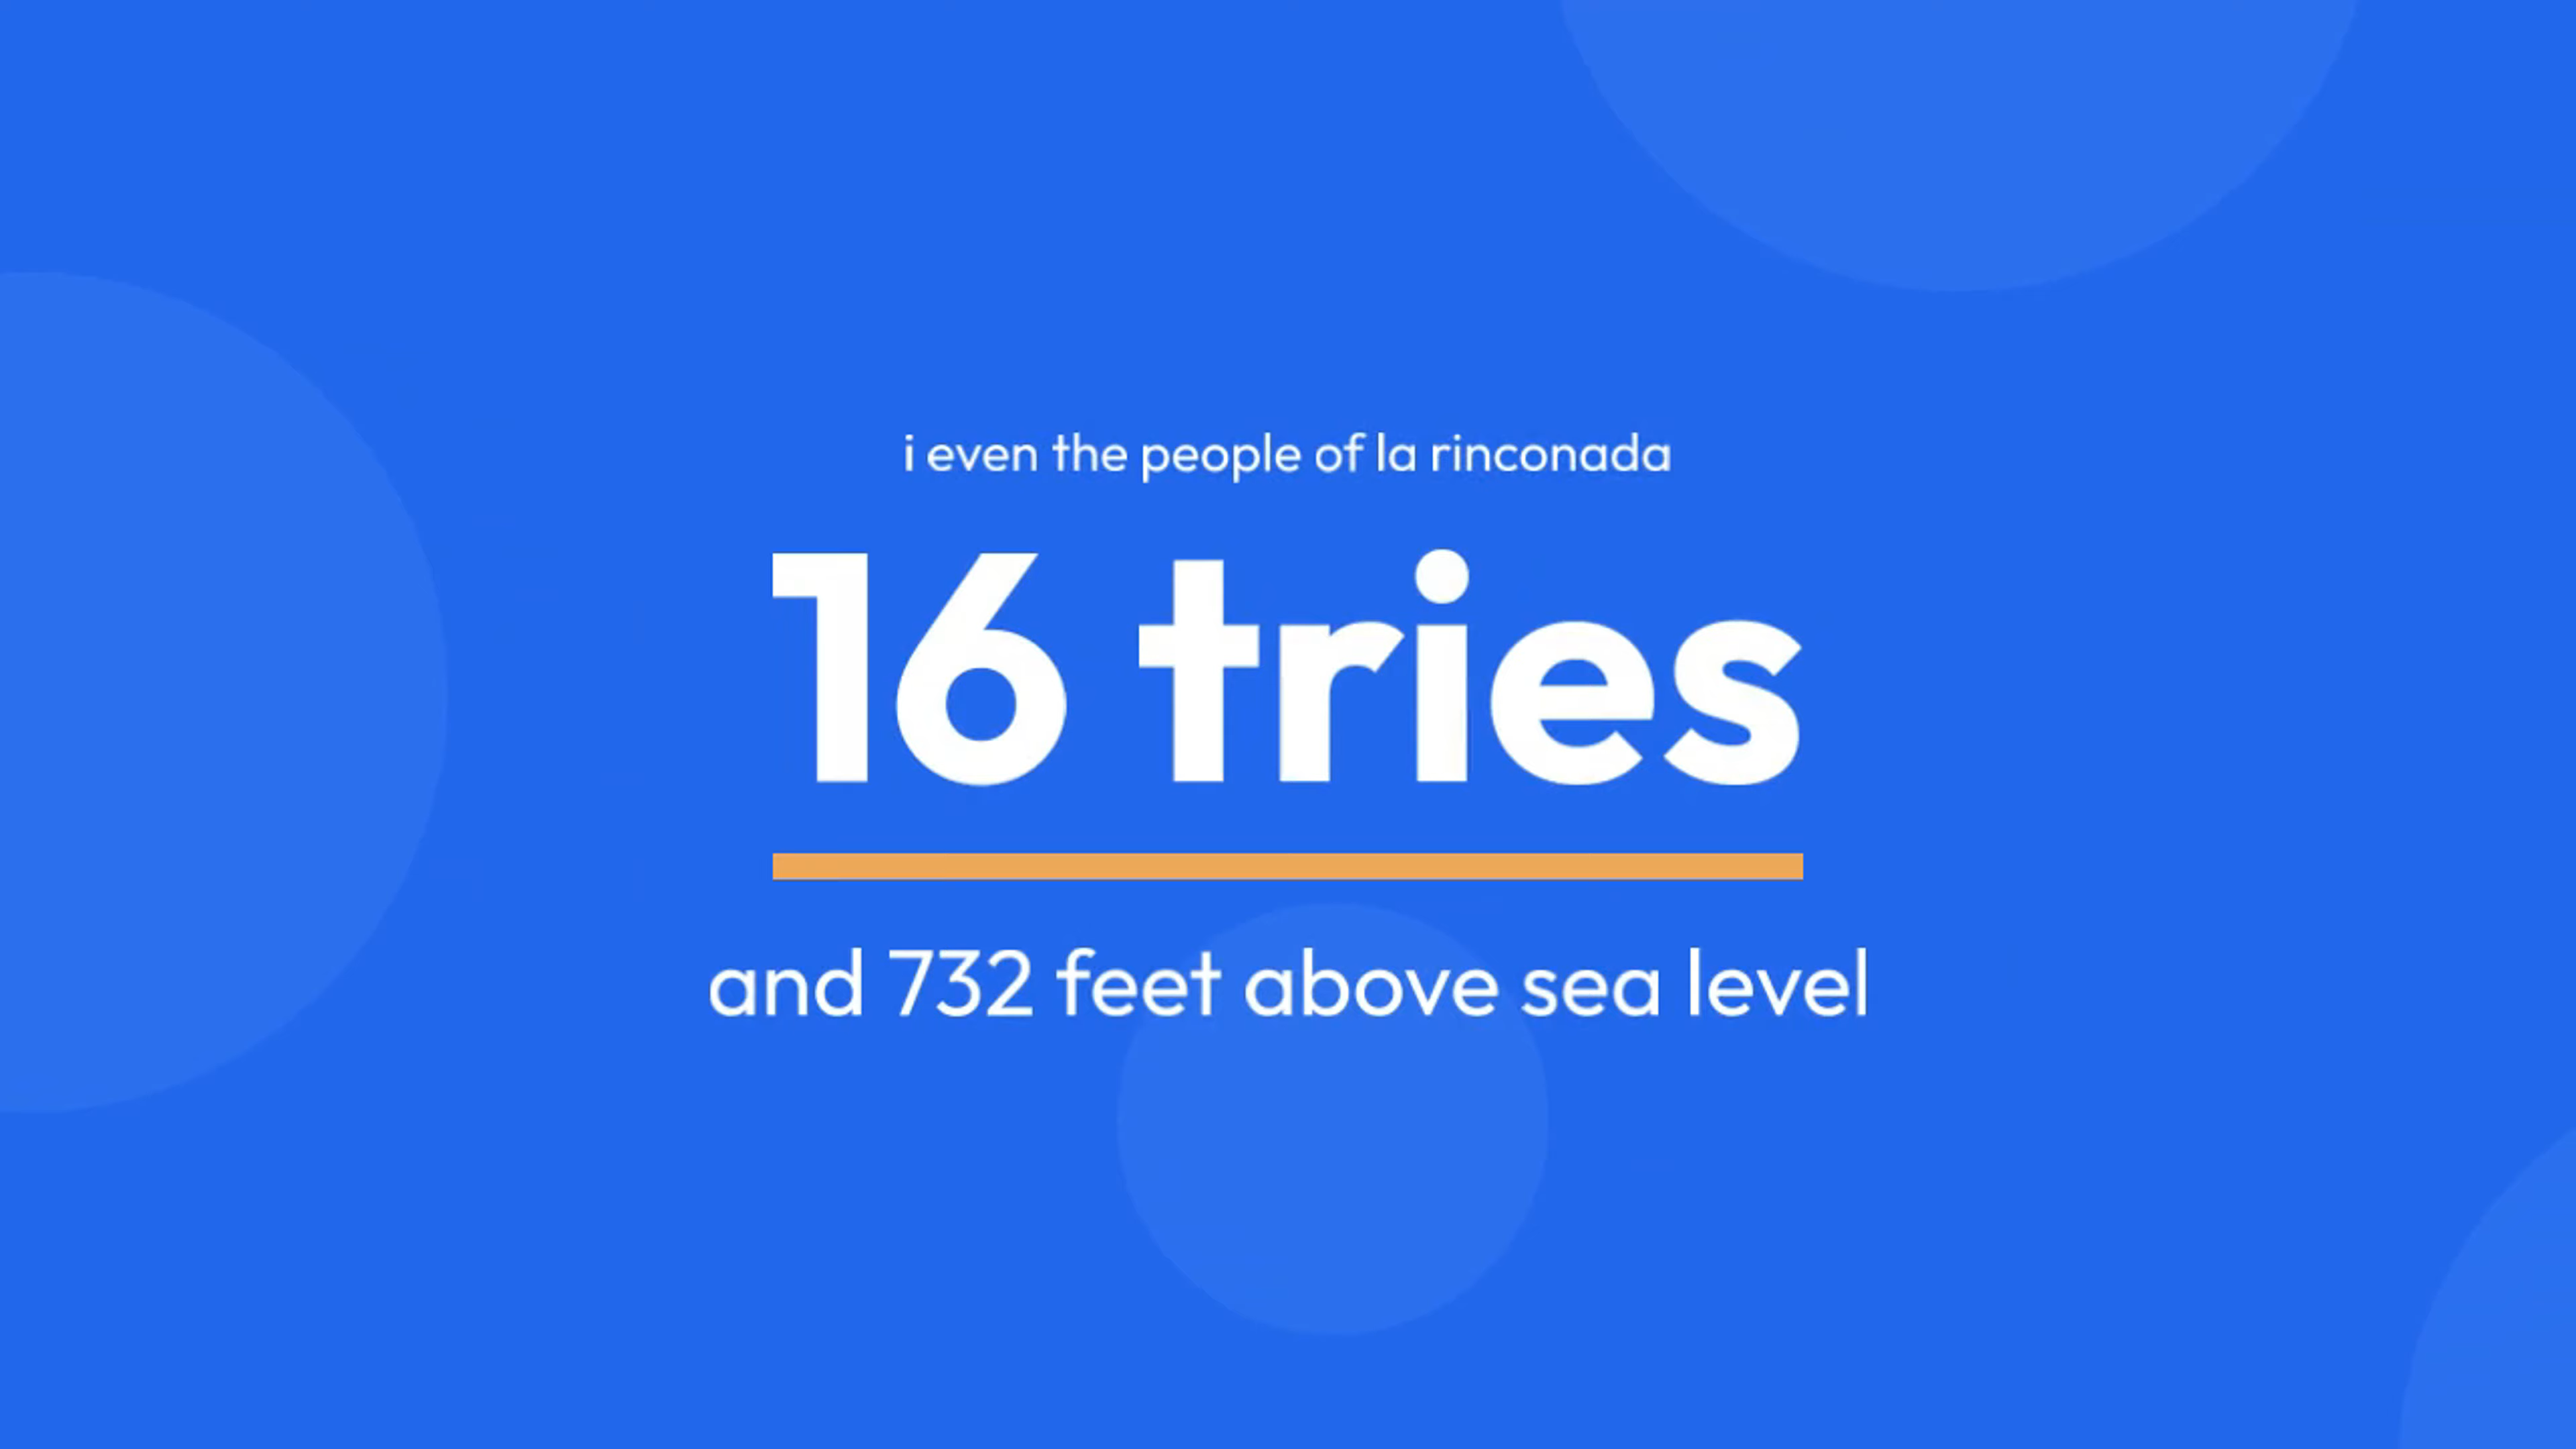 i even the people of la rinconada
16 tries
and 732 feet above sea level